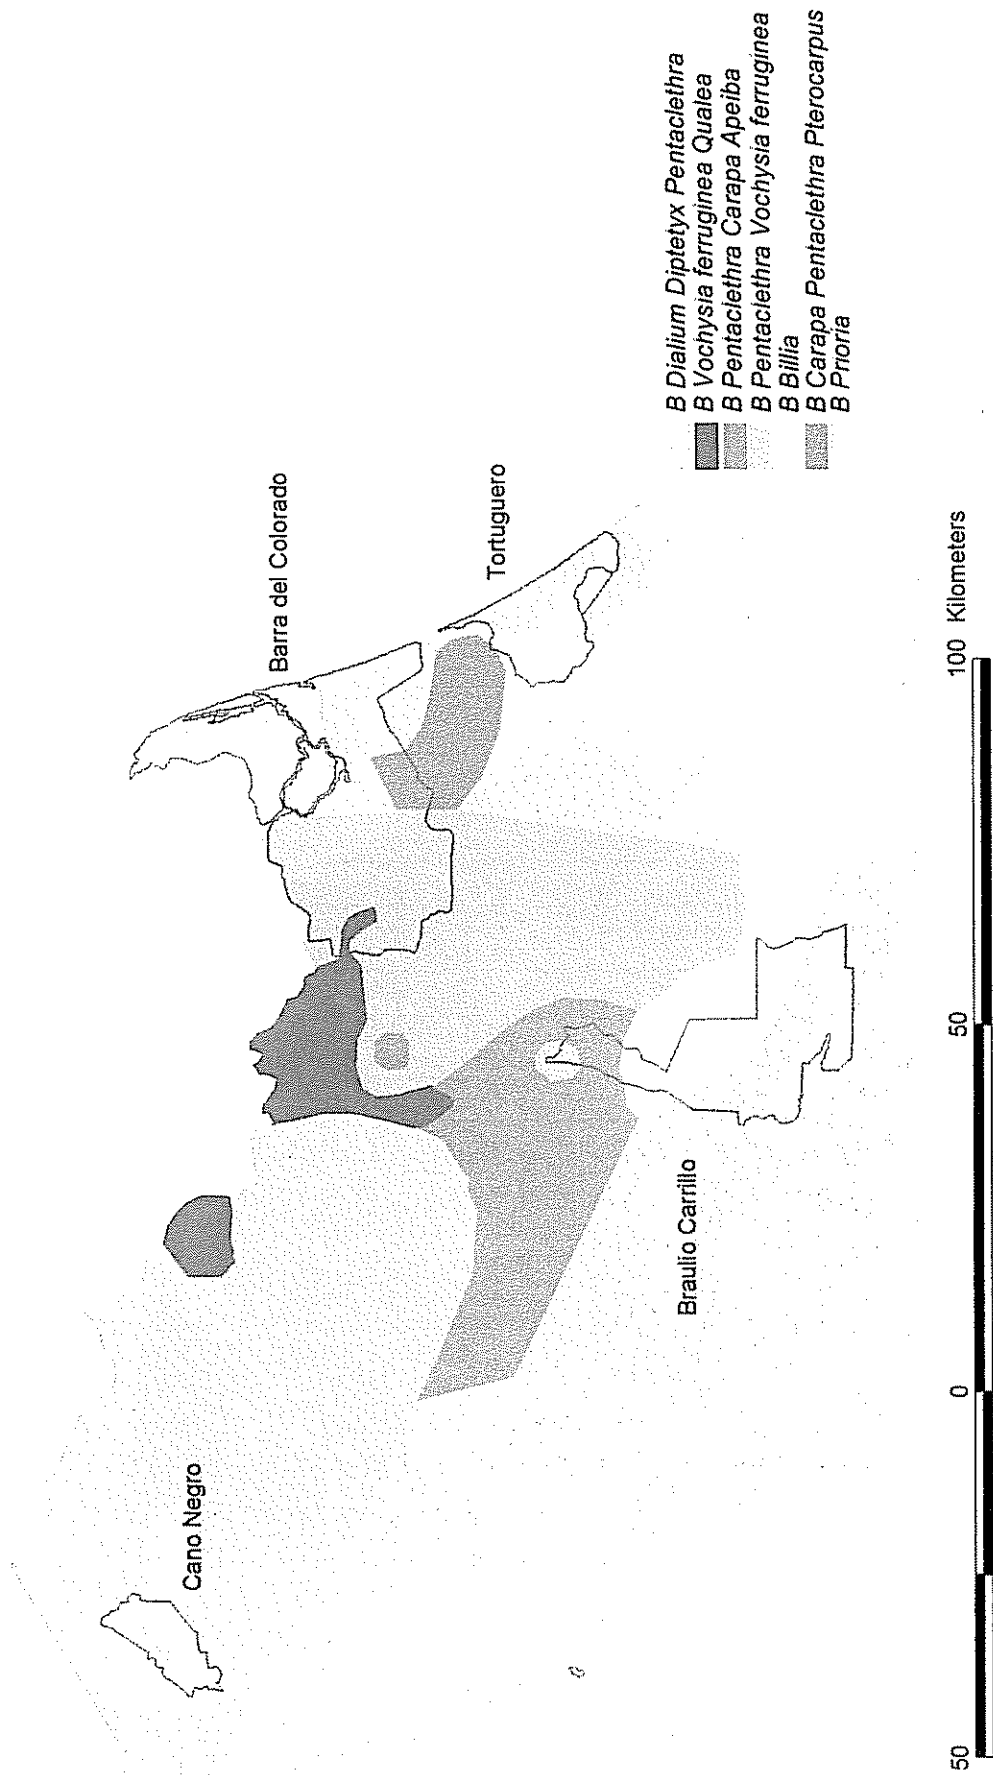 Cano Negro
Barra del Colorado
Tortuguero
Braulio Carrillo
B Dialium Diptetyx Pentaclethra
B Vochysia ferruginea Qualea
B Pentaclethra Carapa Apeiba
B Pentaclethra Vochysia ferruginea
B Billia
B Carapa Pentaclethra Pterocarpus
B Prioria
50 0 50 100 Kilometers